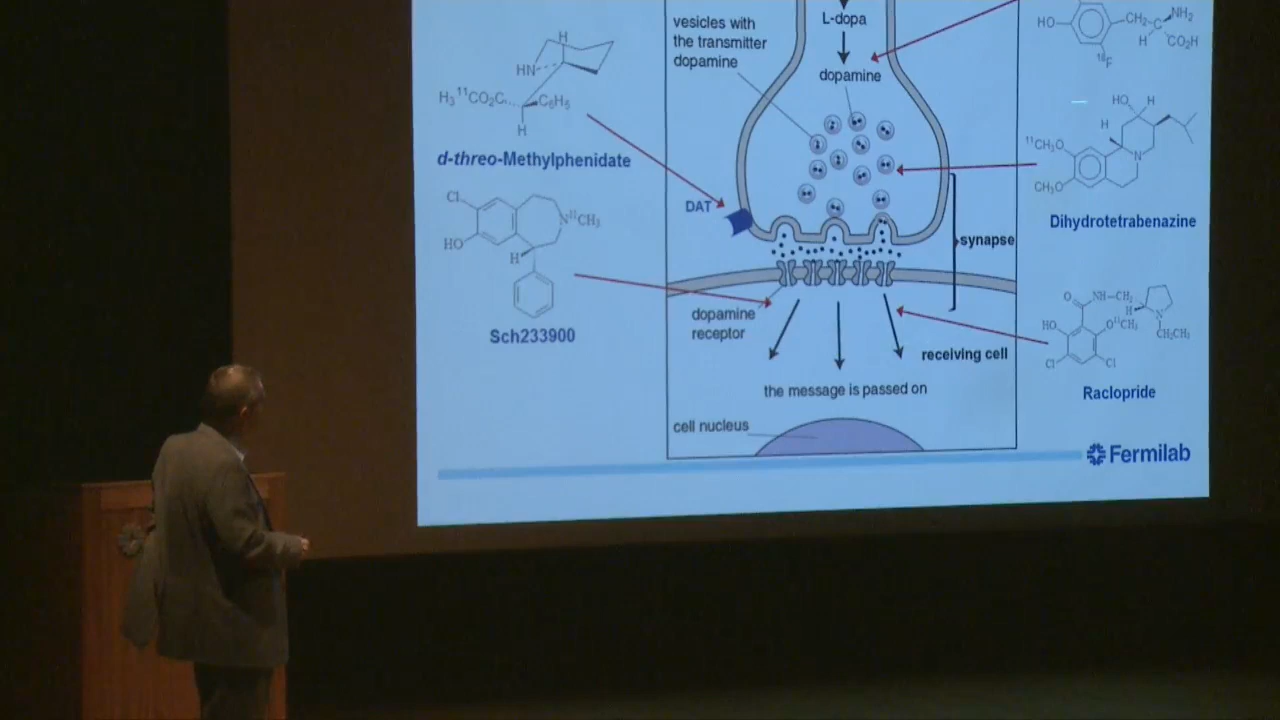 vesicles with
the transmitter
dopamine
L-dopa
dopamine
HO
CH₂
NH₂
H
CO₂H
¹⁸F
H
HN
H₃¹¹CO₂C
C₆H₅
H
d-threo-Methylphenidate
HO
H
H
¹¹CH₃O
N
CH₃O
Dihydrotetrabenazine
DAT
synapse
Cl
N¹¹CH₃
HO
H
Sch233900
dopamine
receptor
receiving cell
O
NH-CH₂
H
HO
O¹¹CH₃
N
CH₂CH₃
Cl
Cl
Raclopride
the message is passed on
cell nucleus
Fermilab